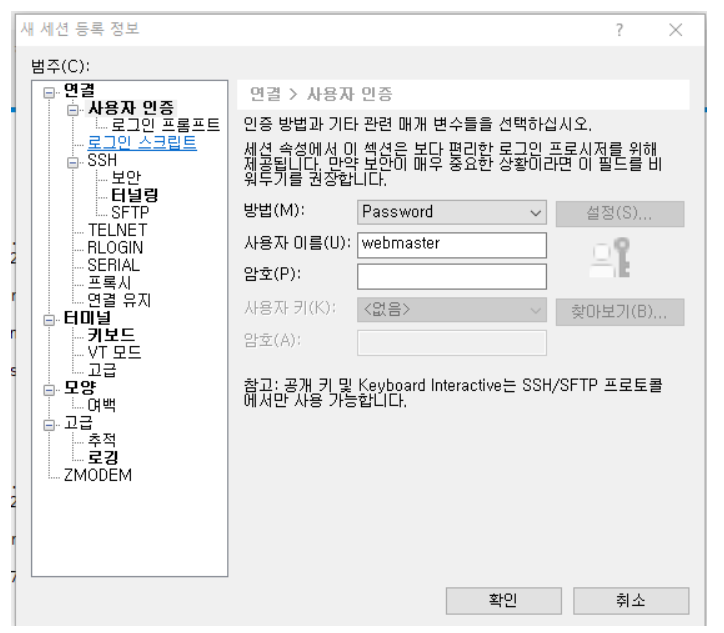 새 세션 등록 정보
범주(C):
연결
사용자 인증
로그인 프롬프트
로그인 스크립트
SSH
보안
터널링
SFTP
TELNET
RLOGIN
SERIAL
프록시
연결 유지
터미널
키보드
VT 모드
고급
모양
여백
고급
추적
로깅
ZMODEM
연결 > 사용자 인증
인증 방법과 기타 관련 매개 변수들을 선택하십시오.
세션 속성에서 이 섹션은 보다 편리한 로그인 프로시저를 위해
제공됩니다. 만약 보안이 매우 중요한 상황이라면 이 필드를 비
워두기를 권장합니다.
방법(M): Password 설정(S)...
사용자 이름(U): webmaster
암호(P):
사용자 키(K): <없음> 찾아보기(B)...
암호(A):
참고: 공개 키 및 Keyboard Interactive는 SSH/SFTP 프로토콜
에서만 사용 가능합니다.
확인 취소